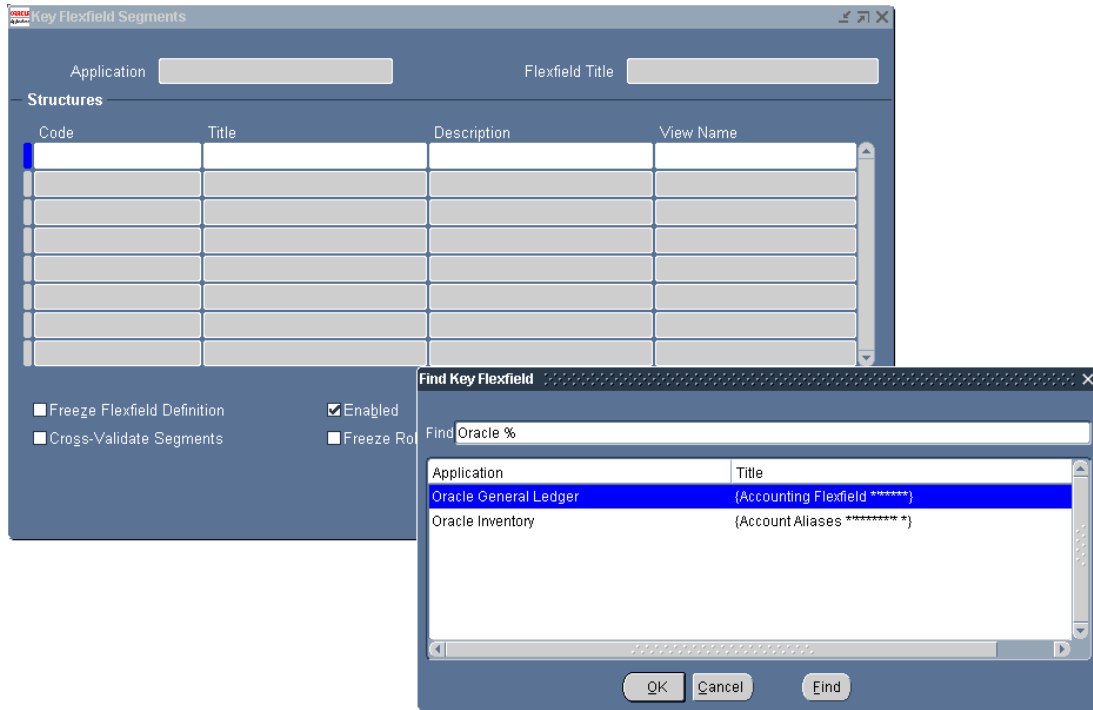 ORACLE
Key Flexfield Segments
Application
Flexfield Title
Structures
Code Title Description View Name
Freeze Flexfield Definition Enabled
Cross-Validate Segments Freeze Rol
Find Key Flexfield
Find Oracle %
Application Title
Oracle General Ledger {Accounting Flexfield *******}
Oracle Inventory {Account Aliases ********** *}
OK Cancel Find